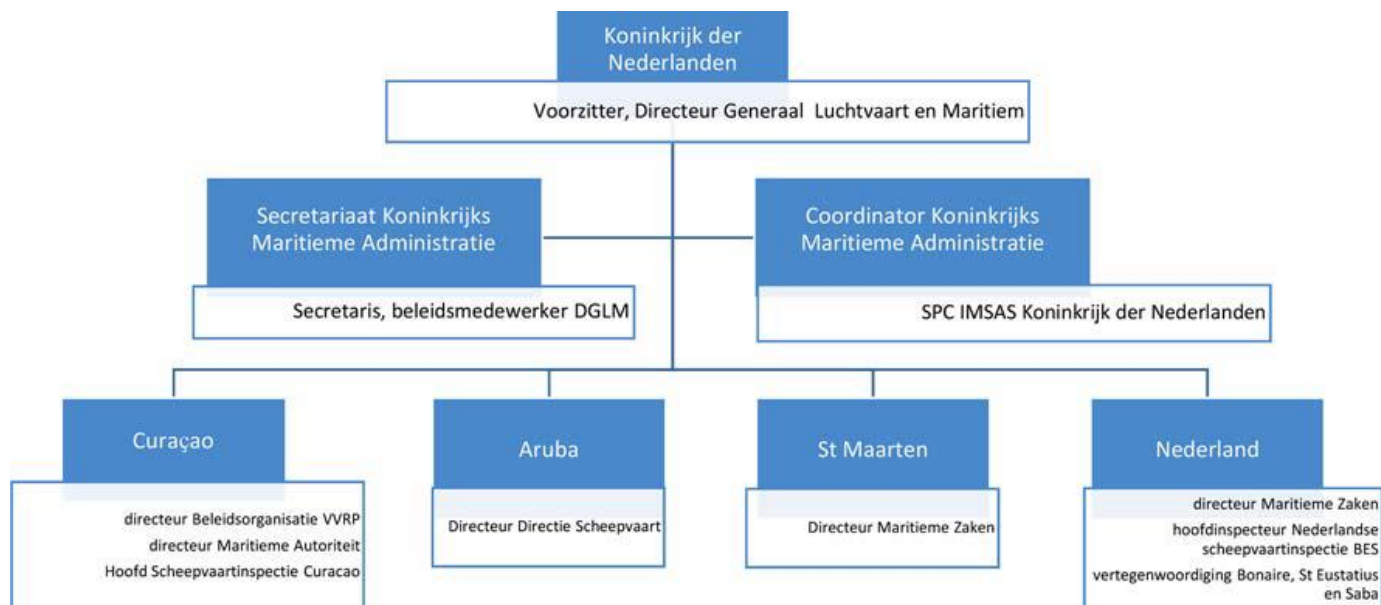 Koninkrijk der
Nederlanden
Voorzitter, Directeur Generaal Luchtvaart en Maritiem
Secretariaat Koninkrijks
Maritieme Administratie
Secretaris, beleidsmedewerker DGLM
Coordinator Koninkrijks
Maritieme Administratie
SPC IMSAS Koninkrijk der Nederlanden
Curaçao
directeur Beleidsorganisatie VVRP
directeur Maritieme Autoriteit
Hoofd Scheepvaartinspectie Curacao
Aruba
Directeur Directie Scheepvaart
St Maarten
Directeur Maritieme Zaken
Nederland
directeur Maritieme Zaken
hoofdinspecteur Nederlandse
scheepvaartinspectie BES
vertegenwoordiging Bonaire, St Eustatius
en Saba